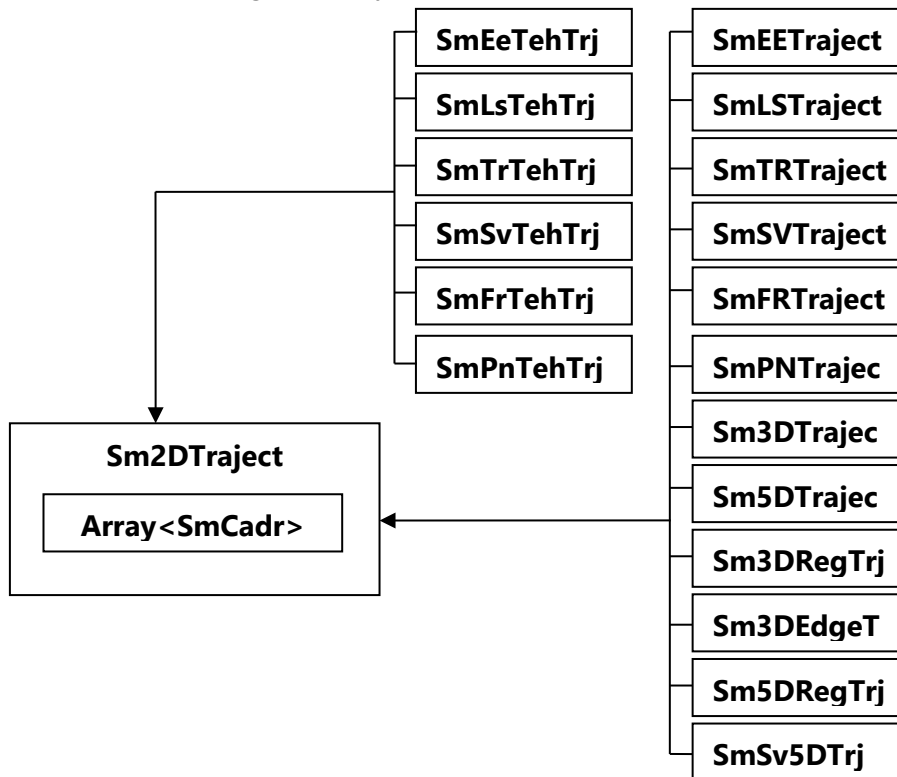 SmEeTehTrj
SmLsTehTrj
SmTrTehTrj
SmSvTehTrj
SmFrTehTrj
SmPnTehTrj
SmEETraject
SmLSTraject
SmTRTraject
SmSVTraject
SmFRTraject
SmPNTrajec
Sm3DTrajec
Sm5DTrajec
Sm3DRegTrj
Sm3DEdgeT
Sm5DRegTrj
SmSv5DTrj
Sm2DTraject
Array<SmCadr>